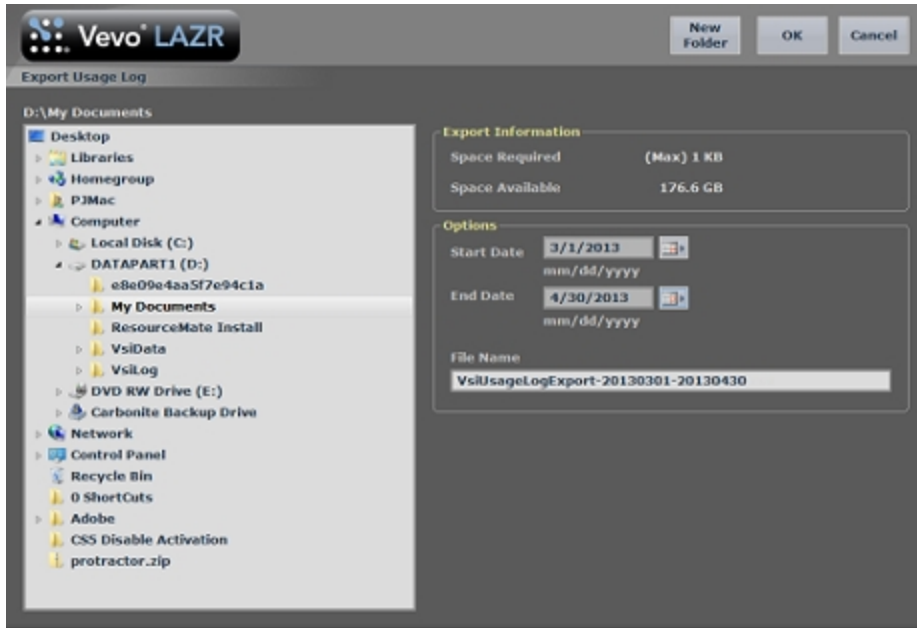 Vevo LAZR
New Folder
OK
Cancel
Export Usage Log
D:\My Documents
Desktop
Libraries
Homegroup
PJMac
Computer
Local Disk (C:)
DATAPART1 (D:)
e8e09e4aa5f7e94c1a
My Documents
ResourceMate Install
VsiData
VsiLog
DVD RW Drive (E:)
Carbonite Backup Drive
Network
Control Panel
Recycle Bin
0 ShortCuts
Adobe
CS5 Disable Activation
protractor.zip
Export Information
Space Required (Max) 1 KB
Space Available 176.6 GB
Options
Start Date 3/1/2013
mm/dd/yyyy
End Date 4/30/2013
mm/dd/yyyy
File Name
VsiUsageLogExport-20130301-20130430